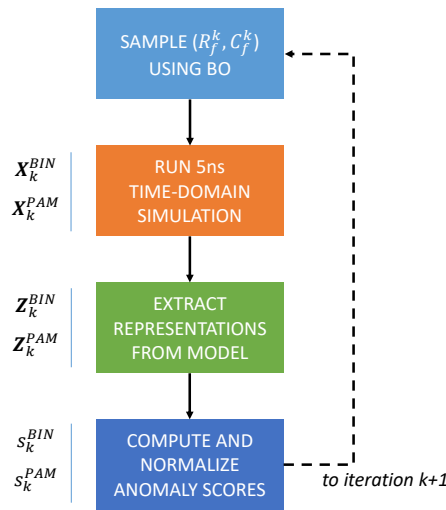 SAMPLE (R_f^k, C_f^k)
USING BO
X_k^BIN
X_k^PAM
RUN 5ns
TIME-DOMAIN
SIMULATION
Z_k^BIN
Z_k^PAM
EXTRACT
REPRESENTATIONS
FROM MODEL
s_k^BIN
s_k^PAM
COMPUTE AND
NORMALIZE
ANOMALY SCORES
to iteration k+1